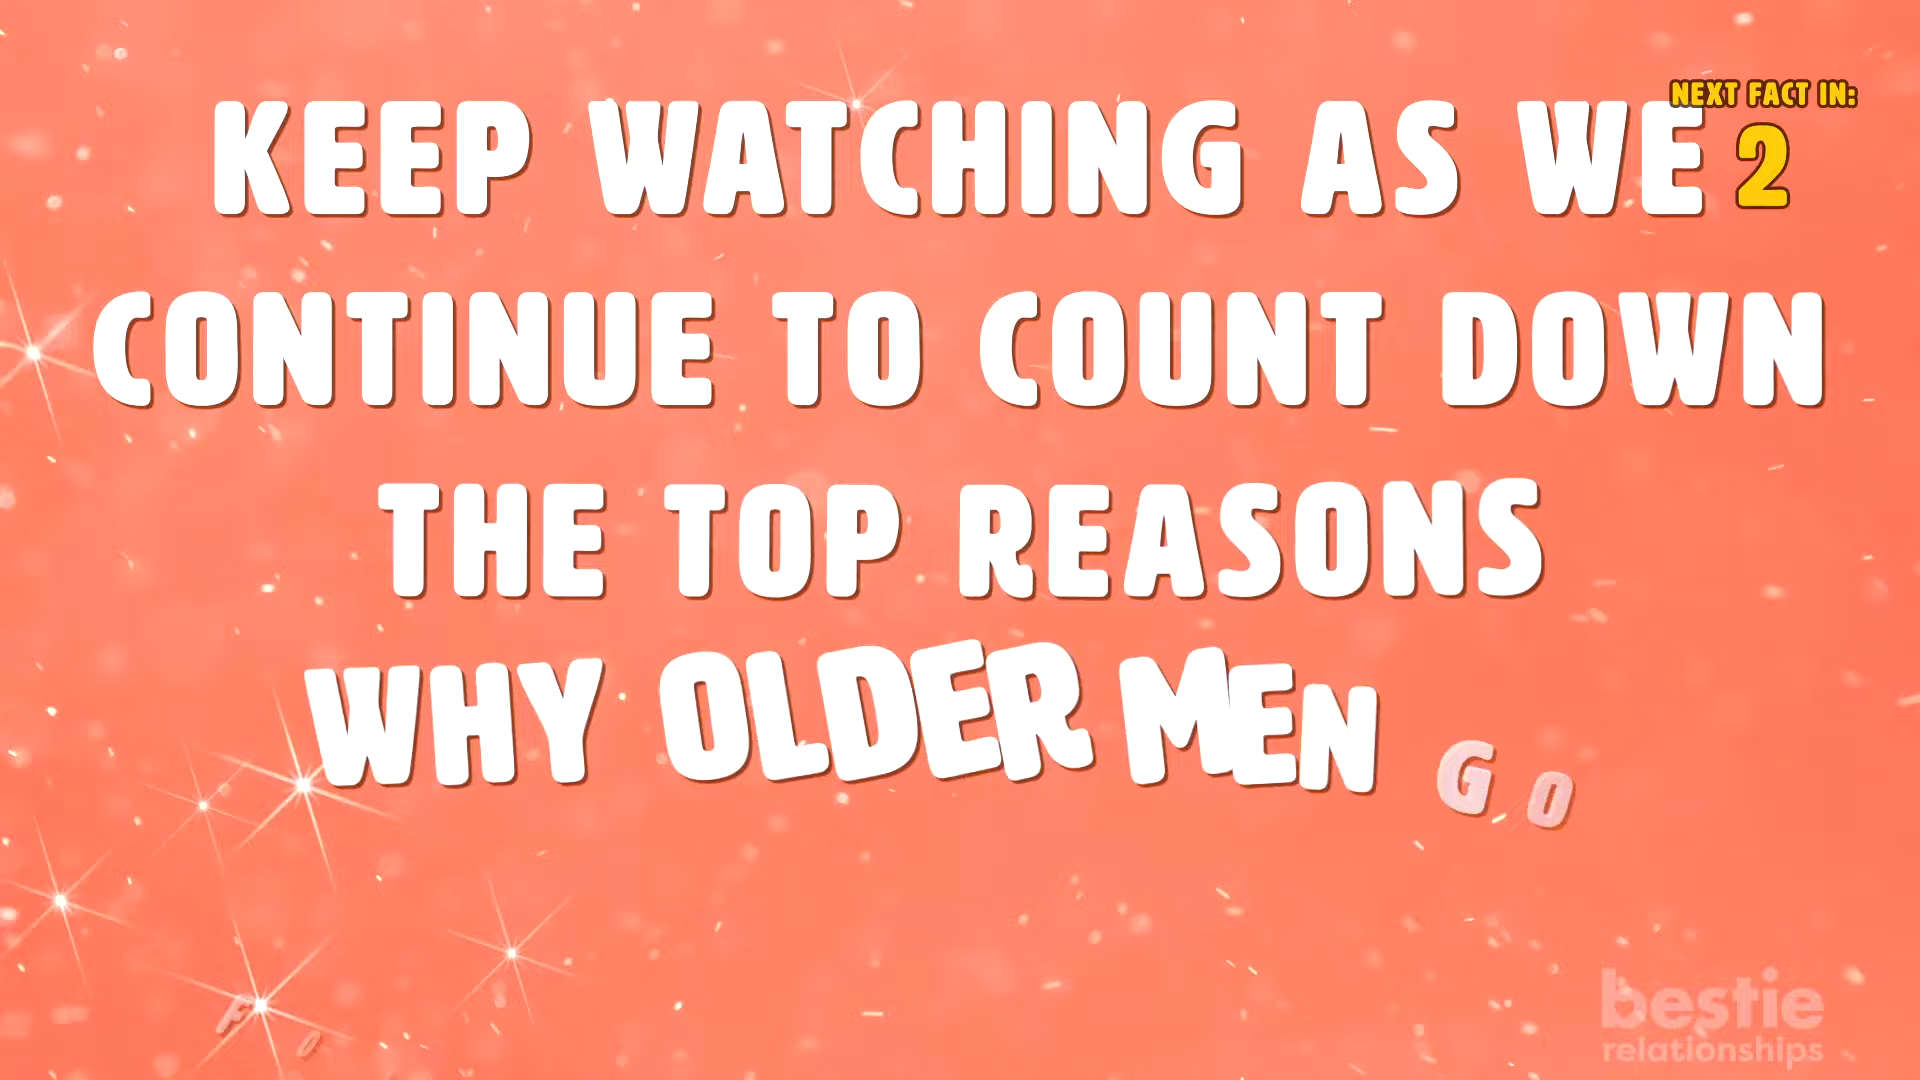 NEXT FACT IN:
2
KEEP WATCHING AS WE
CONTINUE TO COUNT DOWN
THE TOP REASONS
WHY OLDER MEN GO
F O
bestie
relationships